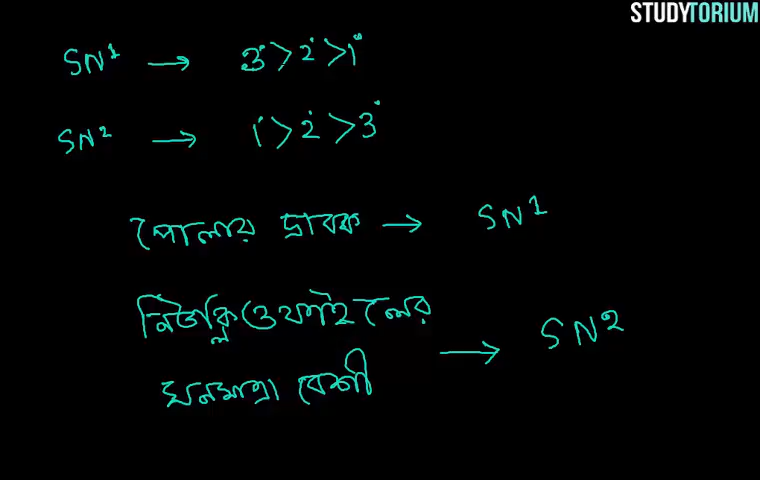 STUDYTORIUM
SN¹ → 3° > 2° > 1°
SN² → 1° > 2° > 3°
পোলার দ্রাবক → SN¹
নিউক্লিওফাইলের
ঘনমাত্রা বেশী → SN²